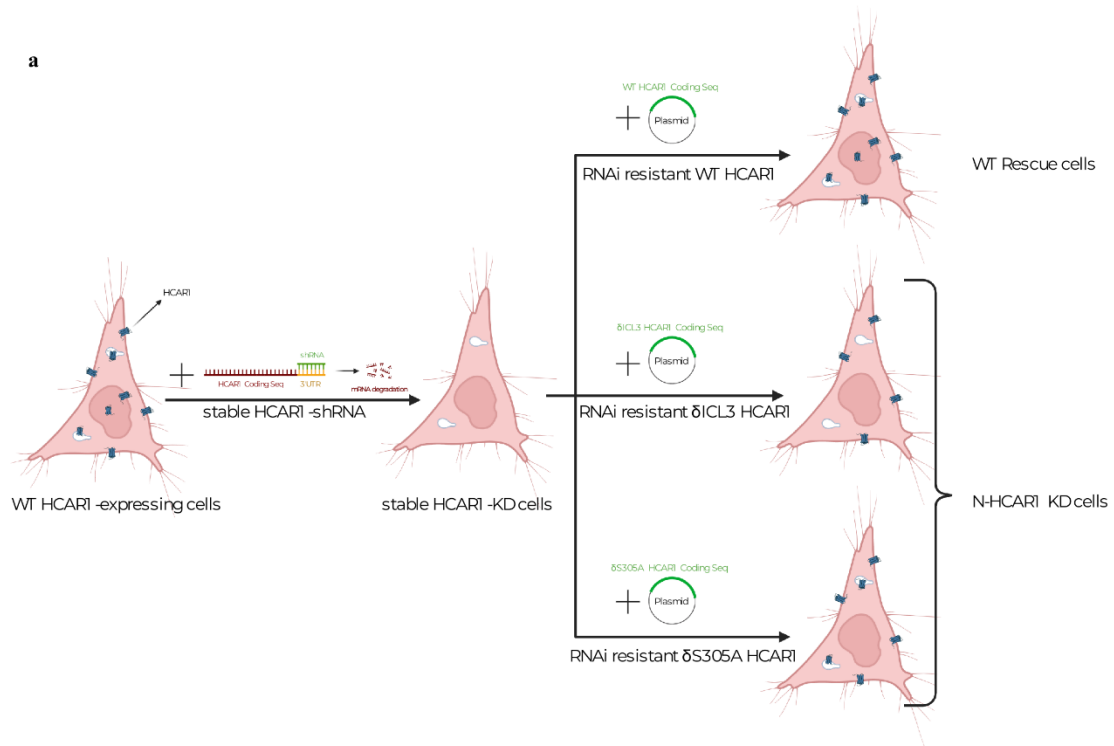 a
WT HCAR1 Coding Seq
Plasmid
RNAi resistant WT HCAR1
WT Rescue cells
HCAR1
shRNA
HCAR1 Coding Seq
3'UTR
mRNA degradation
stable HCAR1 -shRNA
WT HCAR1 -expressing cells
stable HCAR1 -KD cells
δICL3 HCAR1 Coding Seq
Plasmid
RNAi resistant δICL3 HCAR1
N-HCAR1 KD cells
δS305A HCAR1 Coding Seq
Plasmid
RNAi resistant δS305A HCAR1